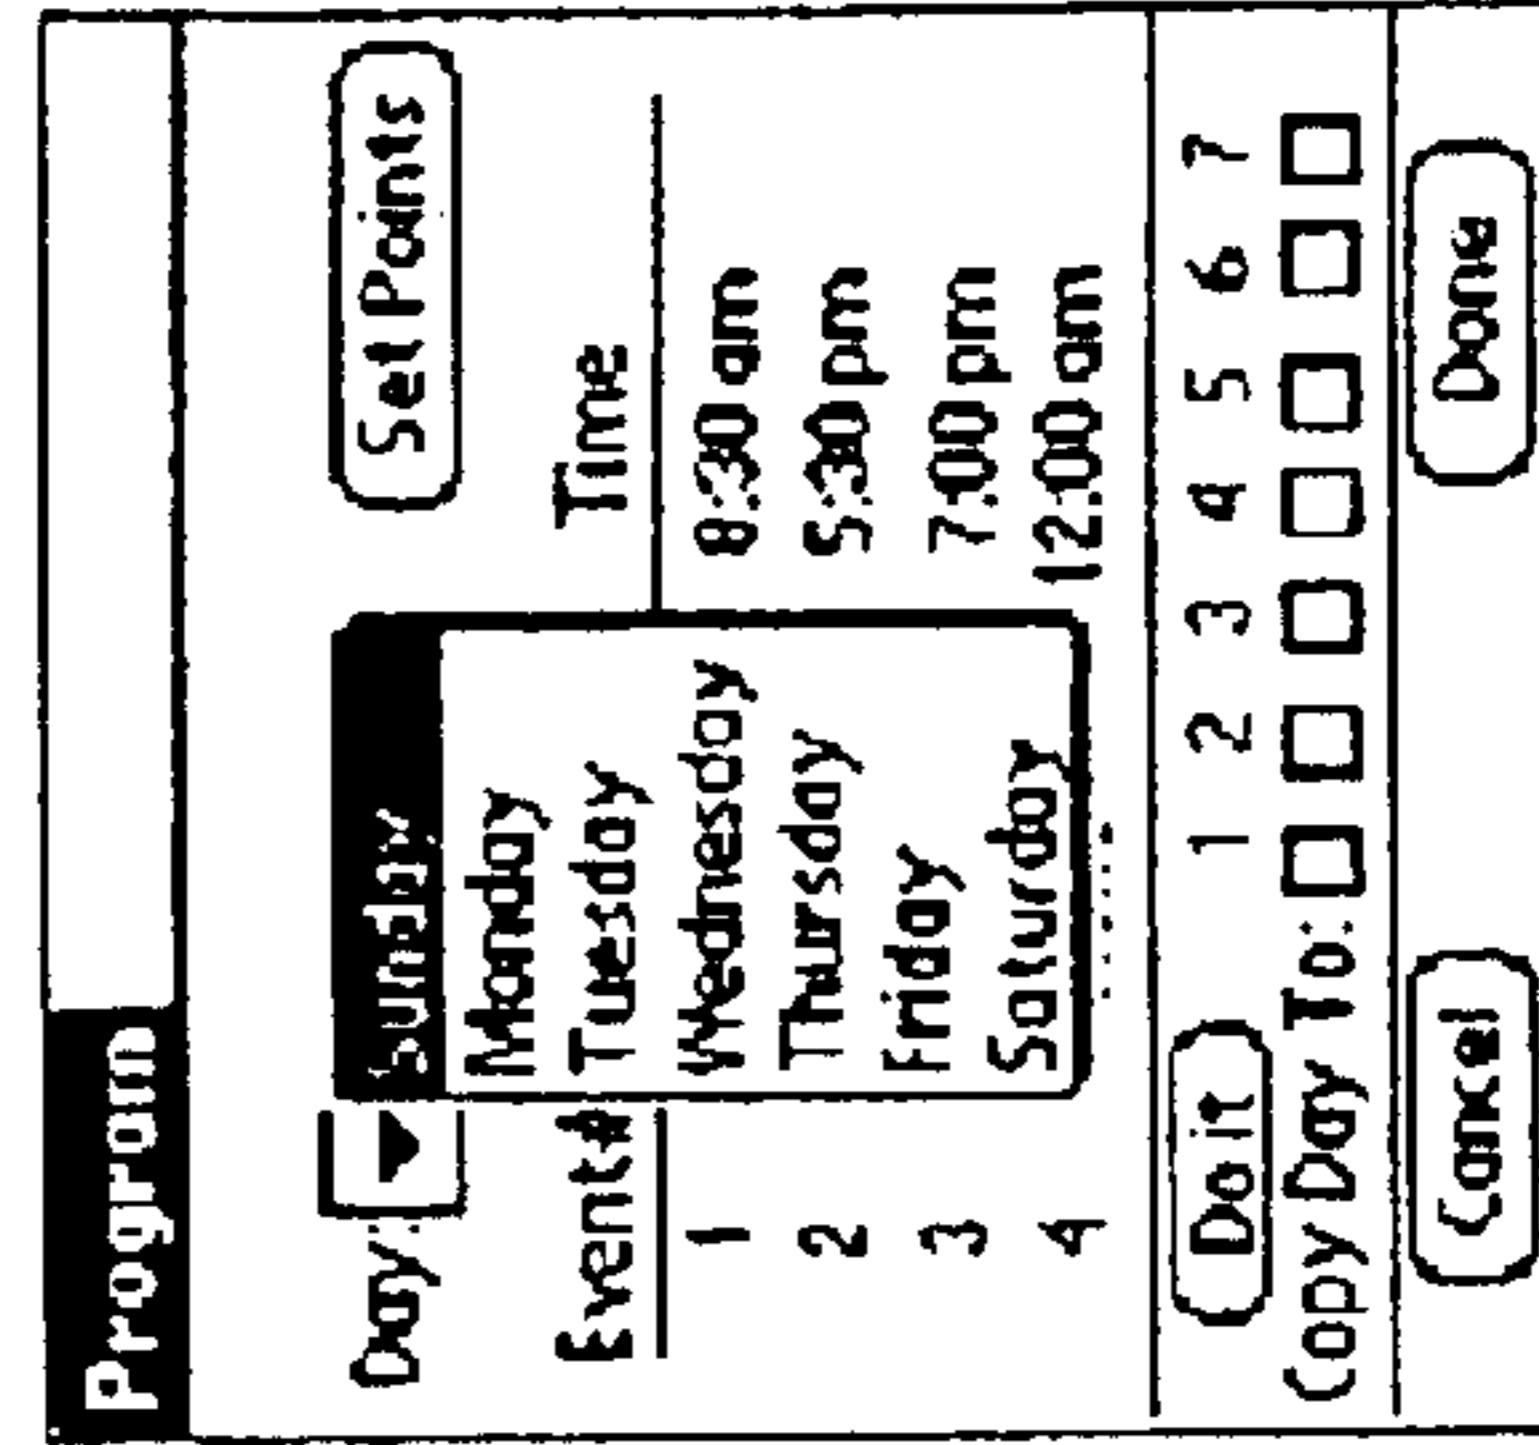 Program
Day: Sunday Set Points
Monday
Event# Tuesday Time
1 Wednesday 8:30 am
2 Thursday 5:30 pm
3 Friday 7:00 pm
4 Saturday 12:00 am
Do it 1 2 3 4 5 6 7
Copy Day To:
Cancel Done